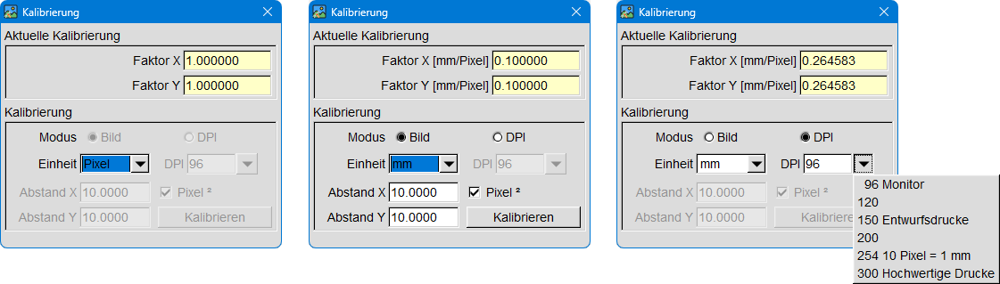 Kalibrierung
Aktuelle Kalibrierung
Faktor X 1.000000
Faktor Y 1.000000
Kalibrierung
Modus Bild DPI
Einheit Pixel DPI 96
Abstand X 10.0000 Pixel ²
Abstand Y 10.0000 Kalibrieren
Kalibrierung
Aktuelle Kalibrierung
Faktor X [mm/Pixel] 0.100000
Faktor Y [mm/Pixel] 0.100000
Kalibrierung
Modus Bild DPI
Einheit mm DPI 96
Abstand X 10.0000 Pixel ²
Abstand Y 10.0000 Kalibrieren
Kalibrierung
Aktuelle Kalibrierung
Faktor X [mm/Pixel] 0.264583
Faktor Y [mm/Pixel] 0.264583
Kalibrierung
Modus Bild DPI
Einheit mm DPI 96
Abstand X 10.0000 Pixel ²
Abstand Y 10.0000 Kalibrieren
96 Monitor
120
150 Entwurfsdrucke
200
254 10 Pixel = 1 mm
300 Hochwertige Drucke